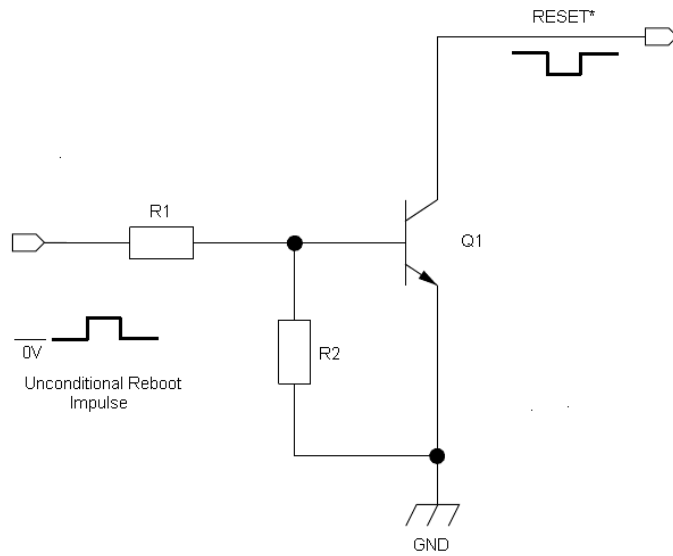 RESET*
R1
Q1
0V
R2
Unconditional Reboot
Impulse
GND